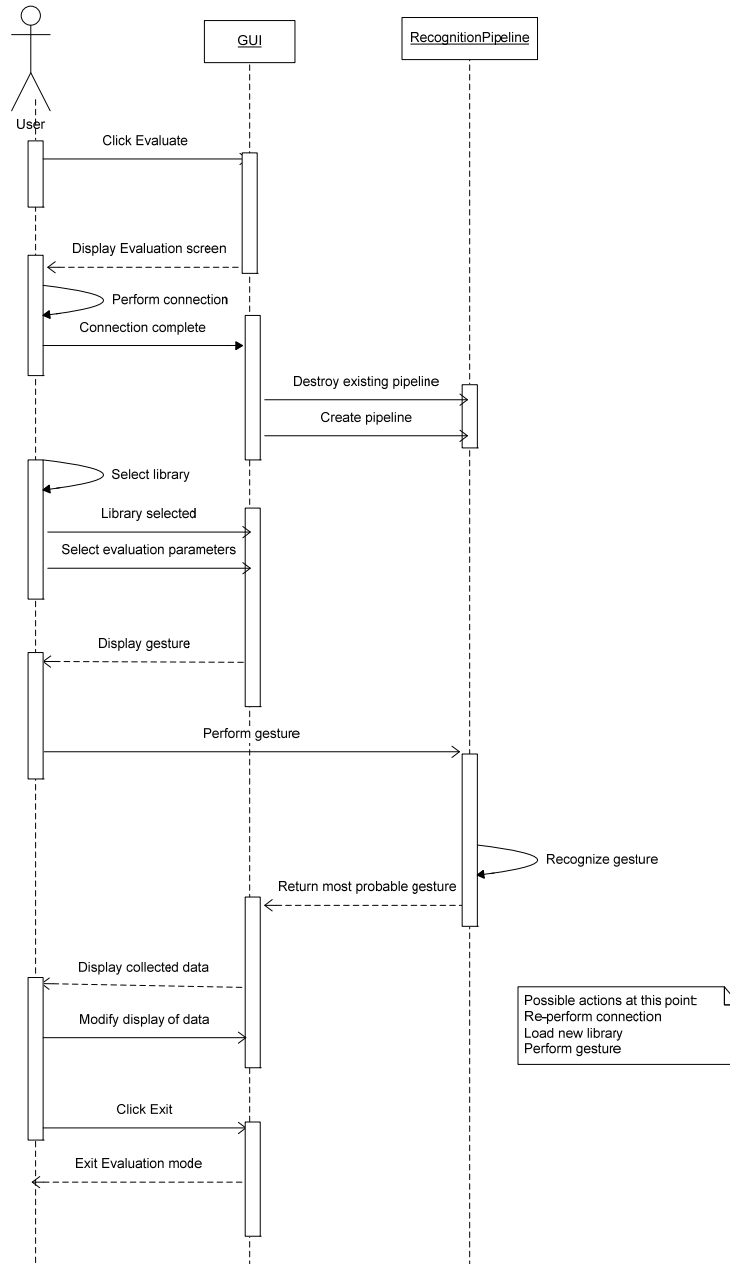 GUI
RecognitionPipeline
User
Click Evaluate
Display Evaluation screen
Perform connection
Connection complete
Destroy existing pipeline
Create pipeline
Select library
Library selected
Select evaluation parameters
Display gesture
Perform gesture
Recognize gesture
Return most probable gesture
Display collected data
Modify display of data
Possible actions at this point:
Re-perform connection
Load new library
Perform gesture
Click Exit
Exit Evaluation mode